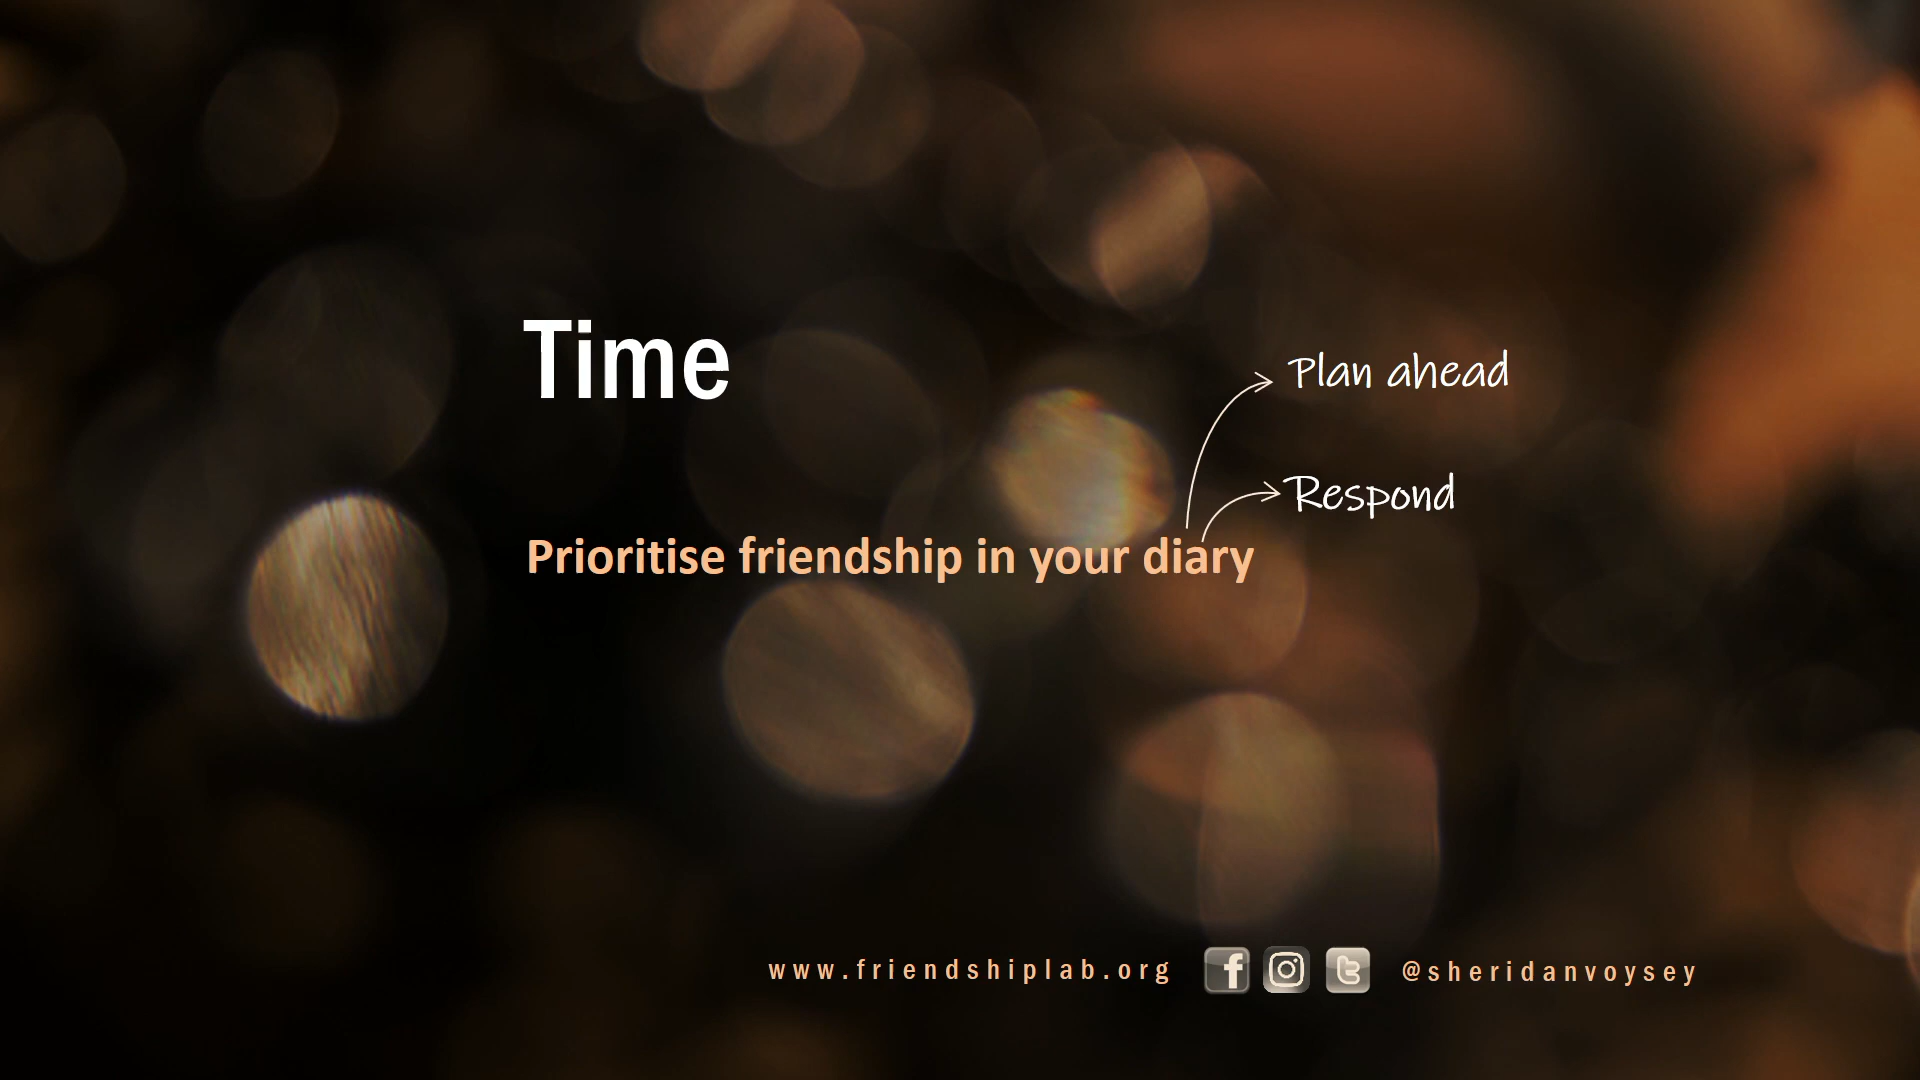 Time
Plan ahead
Respond
Prioritise friendship in your diary
www.friendshiplab.org
@sheridanvoysey